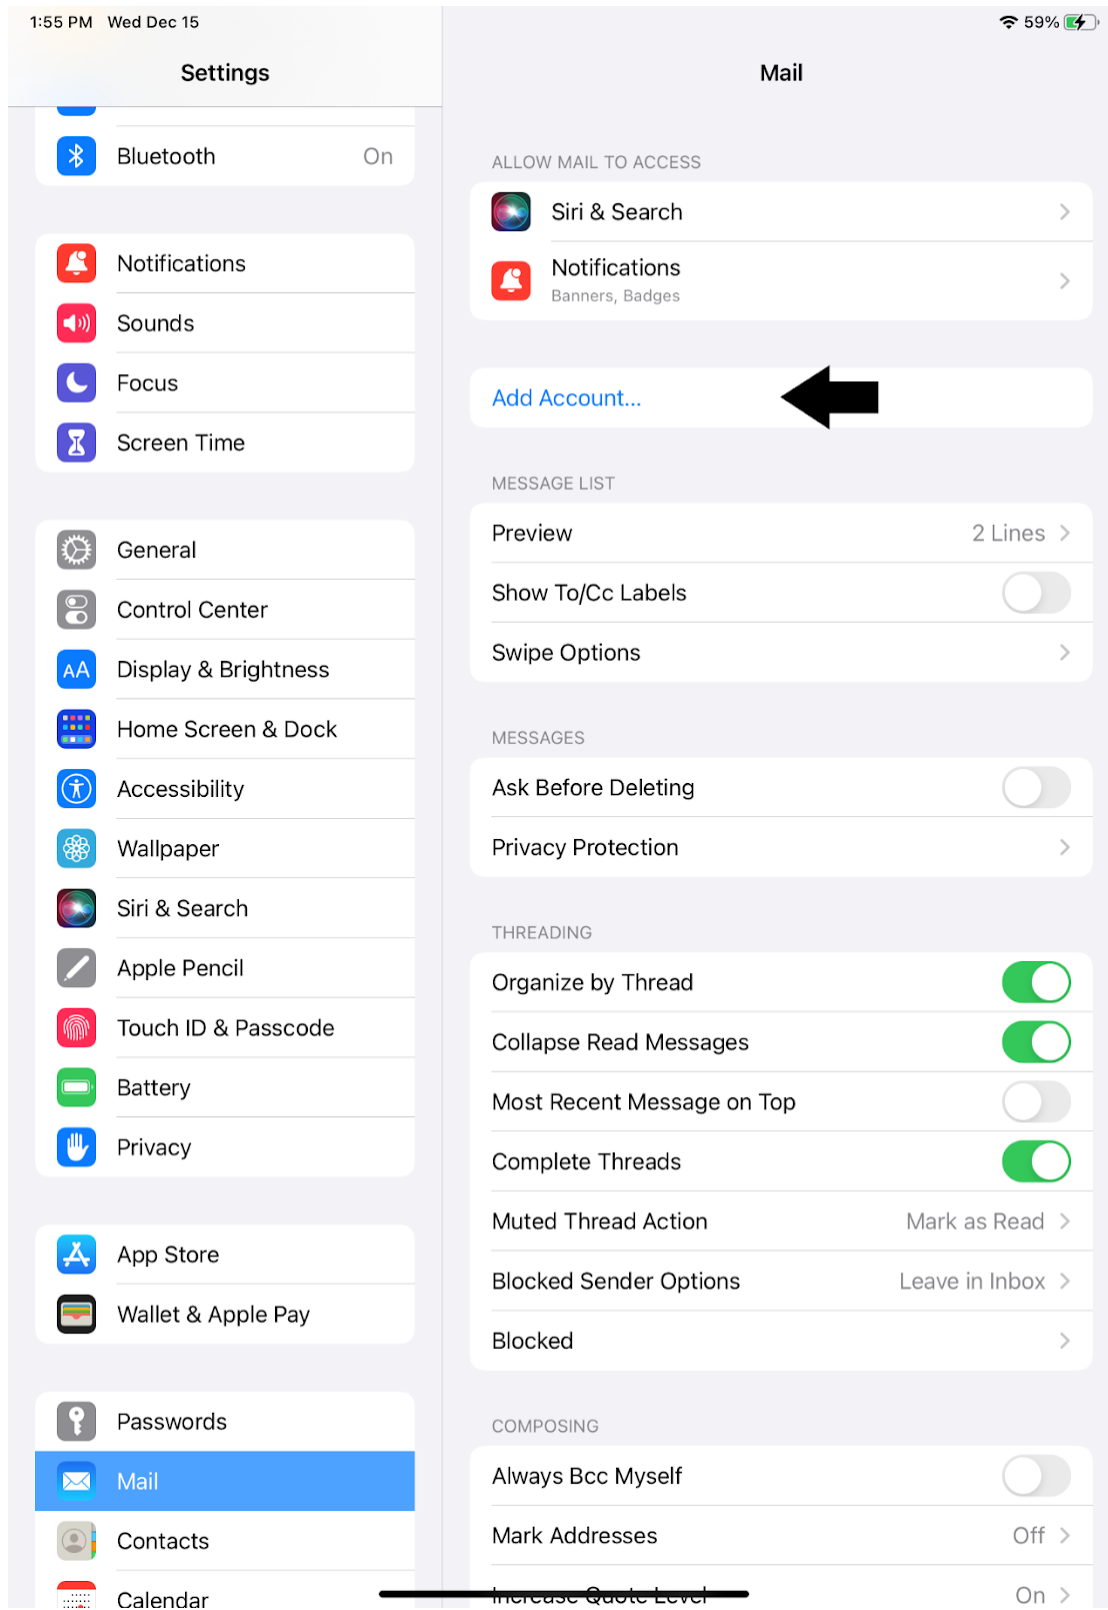 1:55 PM Wed Dec 15
59%
Settings
Bluetooth On
Notifications
Sounds
Focus
Screen Time
General
Control Center
AA Display & Brightness
Home Screen & Dock
Accessibility
Wallpaper
Siri & Search
Apple Pencil
Touch ID & Passcode
Battery
Privacy
App Store
Wallet & Apple Pay
Passwords
Mail
Contacts
Calendar
Mail
ALLOW MAIL TO ACCESS
Siri & Search
Notifications
Banners, Badges
Add Account...
MESSAGE LIST
Preview 2 Lines
Show To/Cc Labels
Swipe Options
MESSAGES
Ask Before Deleting
Privacy Protection
THREADING
Organize by Thread
Collapse Read Messages
Most Recent Message on Top
Complete Threads
Muted Thread Action Mark as Read
Blocked Sender Options Leave in Inbox
Blocked
COMPOSING
Always Bcc Myself
Mark Addresses Off
Increase Quote Level On